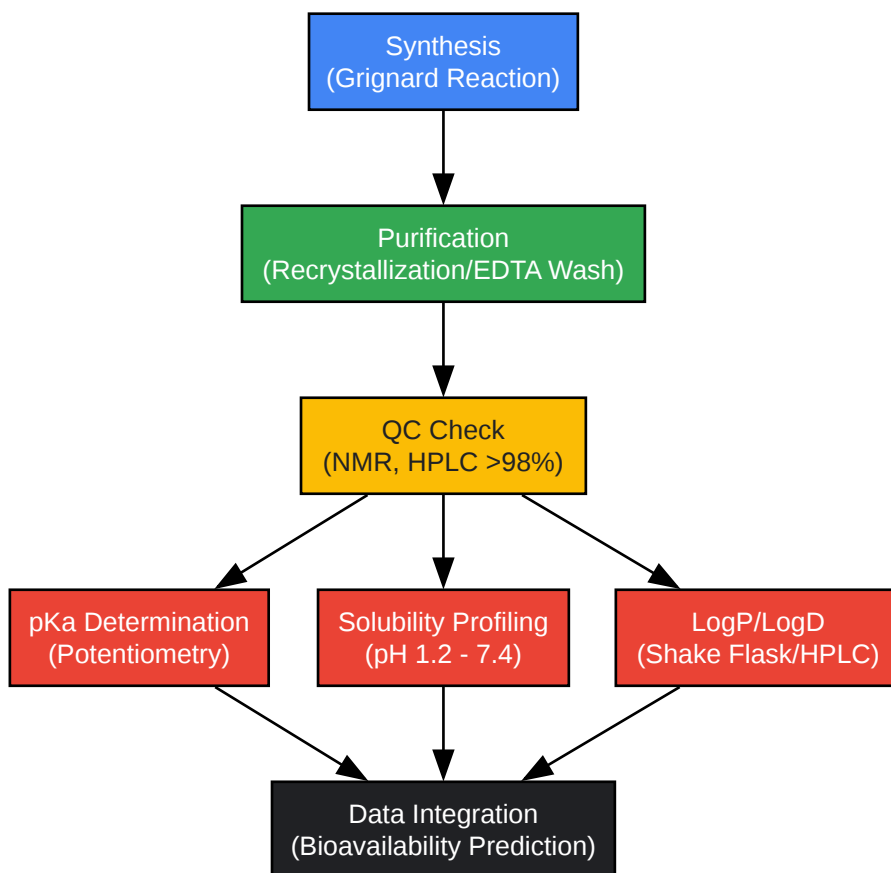 Synthesis
(Grignard Reaction)
Purification
(Recrystallization/EDTA Wash)
QC Check
(NMR, HPLC >98%)
pKa Determination
(Potentiometry)
Solubility Profiling
(pH 1.2 - 7.4)
LogP/LogD
(Shake Flask/HPLC)
Data Integration
(Bioavailability Prediction)